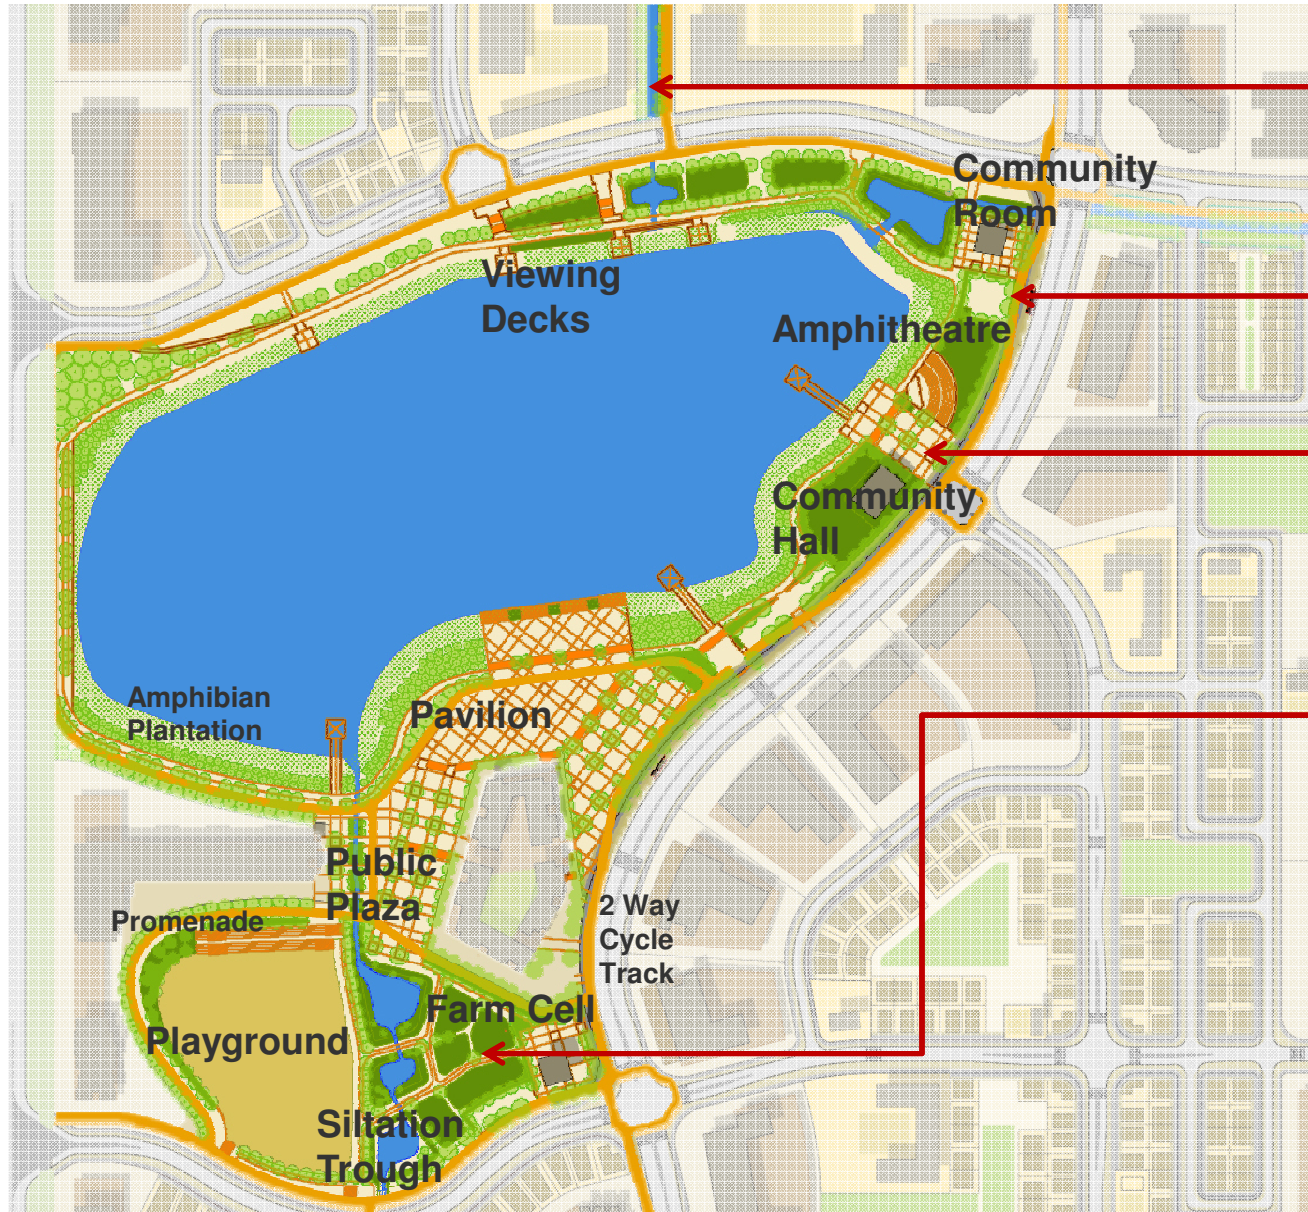 Community
Room
Viewing
Decks
Amphitheatre
Community
Hall
Amphibian
Plantation
Pavilion
Public
Plaza
Promenade
2 Way
Cycle
Track
Farm Cell
Playground
Siltation
Trough